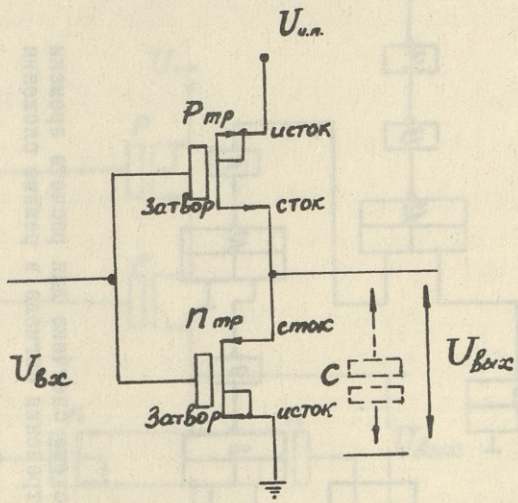 Uи.п.
Pтр
исток
Затвор
сток
Птр
сток
Uвх
C
Uвых
Затвор
исток